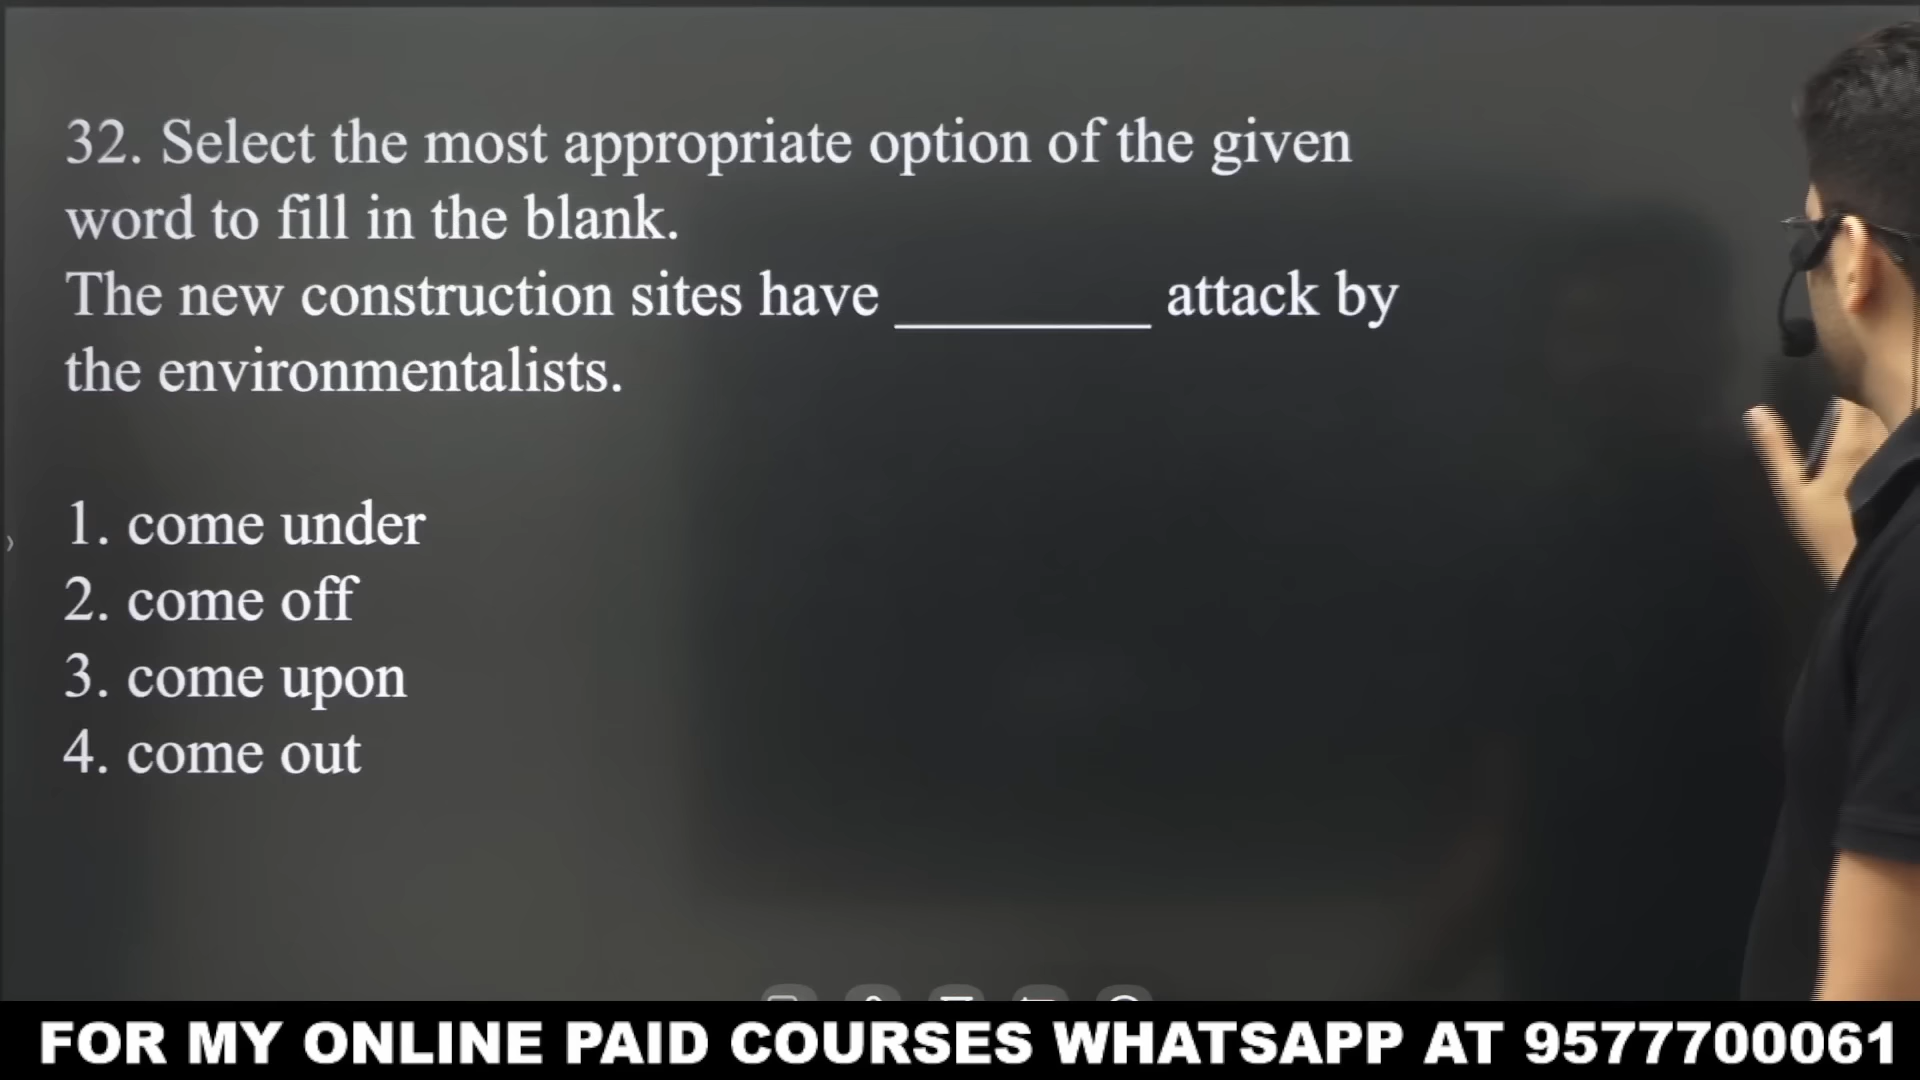 32. Select the most appropriate option of the given
word to fill in the blank.
The new construction sites have ________ attack by
the environmentalists.
1. come under
2. come off
3. come upon
4. come out
FOR MY ONLINE PAID COURSES WHATSAPP AT 9577700061